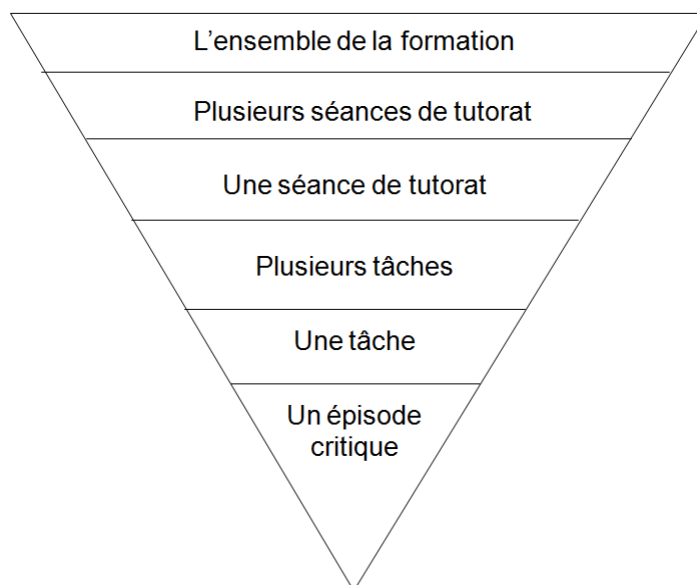 L’ensemble de la formation
Plusieurs séances de tutorat
Une séance de tutorat
Plusieurs tâches
Une tâche
Un épisode
critique